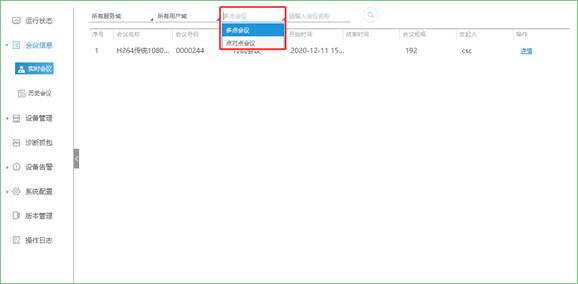 运行状态
会议信息
实时会议
历史会议
设备管理
诊断抓包
设备告警
系统配置
版本管理
操作日志
所有服务域 所有用户域 多点会议 请输入会议名称
多点会议
点对点会议
序号 会议名称 会议号码 开始时间 结束时间 会议规模 发起人 操作
1 H264传统1080... 0000244 传统会议 2020-12-11 15... 192 csc 详情